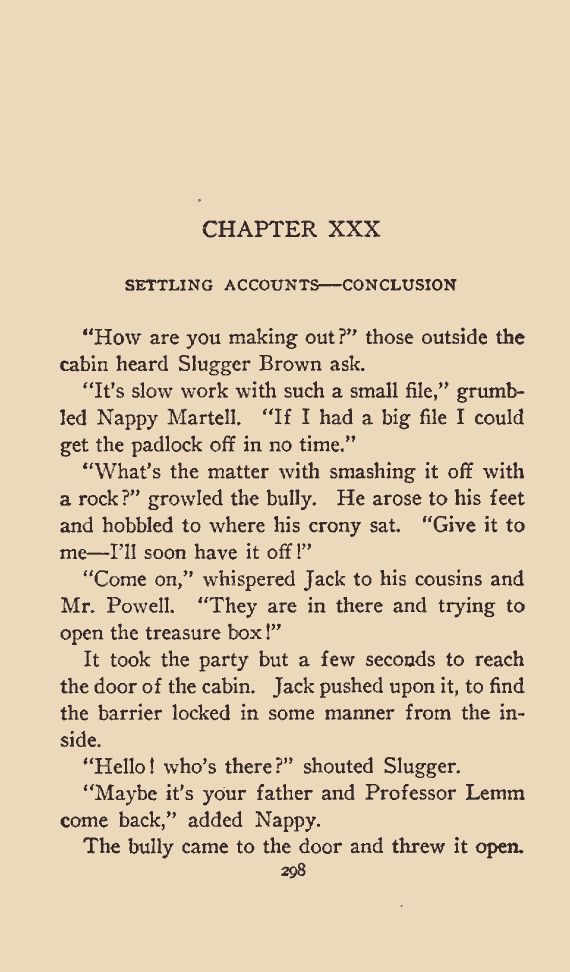 CHAPTER XXX
SETTLING ACCOUNTS—CONCLUSION
“How are you making out?” those outside the
cabin heard Slugger Brown ask.
“It's slow work with such a small file,” grumb-
led Nappy Martell. “If I had a big file I could
get the padlock off in no time.”
“What's the matter with smashing it off with
a rock?” growled the bully. He arose to his feet
and hobbled to where his crony sat. “Give it to
me—I'll soon have it off!”
“Come on,” whispered Jack to his cousins and
Mr. Powell. “They are in there and trying to
open the treasure box!”
It took the party but a few seconds to reach
the door of the cabin. Jack pushed upon it, to find
the barrier locked in some manner from the in-
side.
“Hello! who's there?” shouted Slugger.
“Maybe it's your father and Professor Lemm
come back,” added Nappy.
The bully came to the door and threw it open.
298